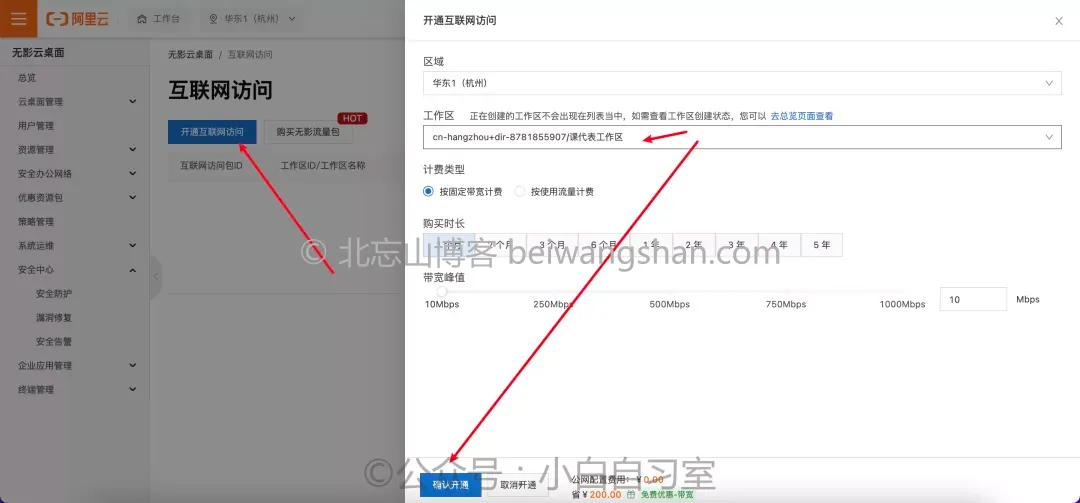 阿里云
工作台
华东1（杭州）
无影云桌面
总览
云桌面管理
用户管理
资源管理
安全办公网络
优惠资源包
策略管理
系统运维
安全中心
安全防护
漏洞修复
安全告警
企业应用管理
终端管理
无影云桌面 / 互联网访问
互联网访问
开通互联网访问
购买无影流量包
HOT
互联网访问包ID
工作区ID/工作区名称
开通互联网访问
区域
华东1（杭州）
工作区 正在创建的工作区不会出现在列表当中，如需查看工作区创建状态，您可以 去总览页面查看
cn-hangzhou+dir-8781855907/课代表工作区
计费类型
按固定带宽计费 按使用流量计费
购买时长
3 个月 6 个月 1 年 2 年 3 年 4 年 5 年
© 北忘山博客 beiwangshan.com
带宽峰值
10Mbps 250Mbps 500Mbps 750Mbps 1000Mbps
10 Mbps
©公众号：小白自习室
确认开通 取消开通
公网配置费用：¥0.00
省 ¥200.00 免费优惠-带宽